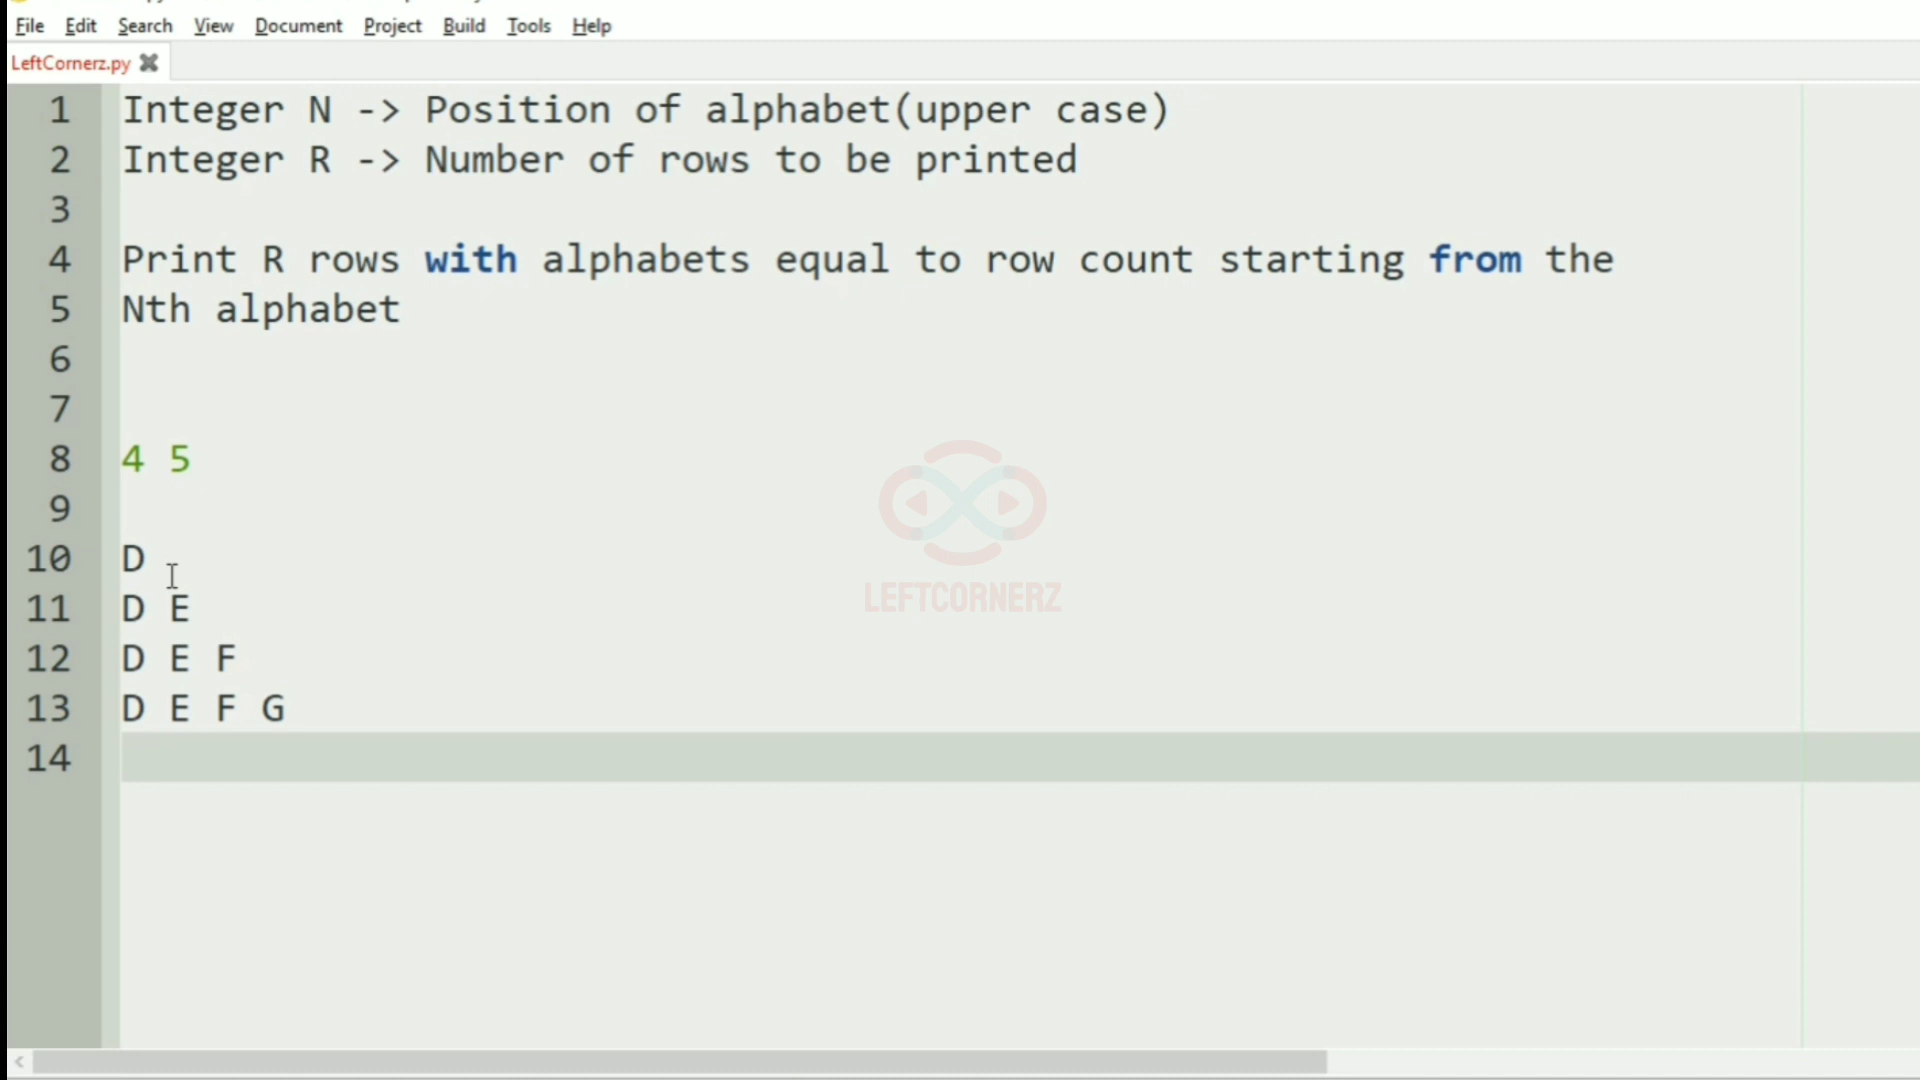 File Edit Search View Document Project Build Tools Help
LeftCornerz.py
1 Integer N -> Position of alphabet(upper case)
2 Integer R -> Number of rows to be printed
3
4 Print R rows with alphabets equal to row count starting from the
5 Nth alphabet
6
7
8 4 5
9
10 D
11 D E
12 D E F
13 D E F G
14
LEFTCORNERZ